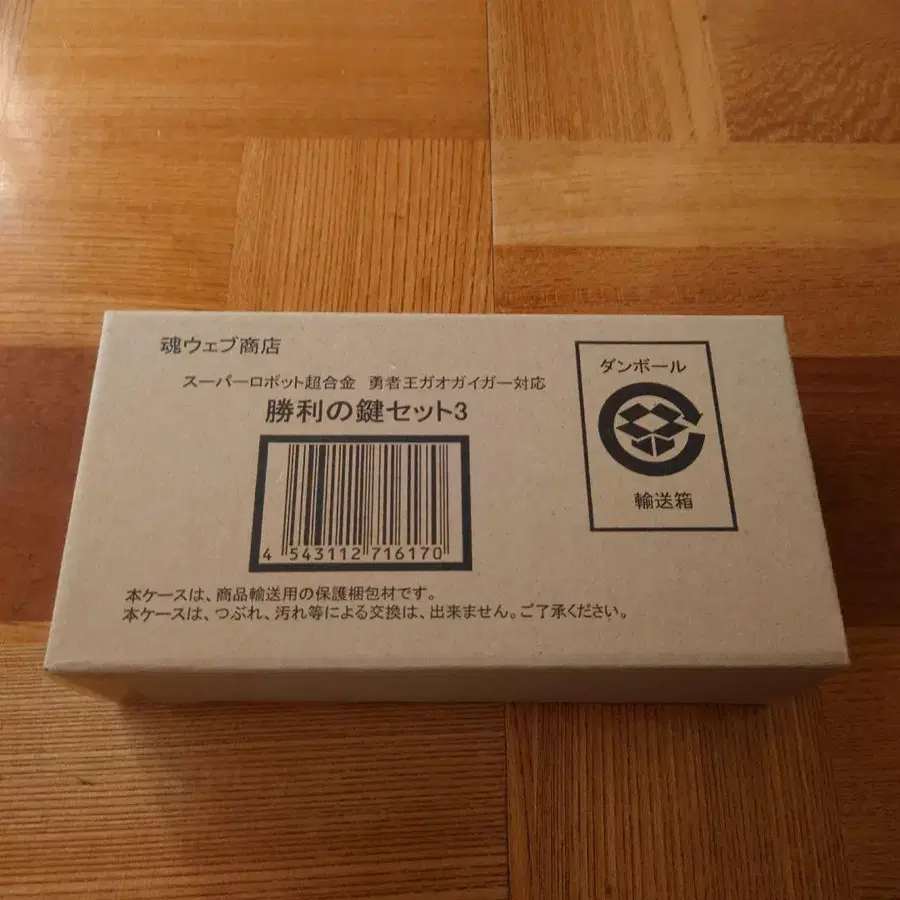 魂ウェブ商店
スーパーロボット超合金 勇者王ガオガイガー対応
勝利の鍵セット3
4 543112 716170
本ケースは、商品輸送用の保護梱包材です。
本ケースは、つぶれ、汚れ等による交換は、出来ません。ご了承ください。
ダンボール
輸送箱